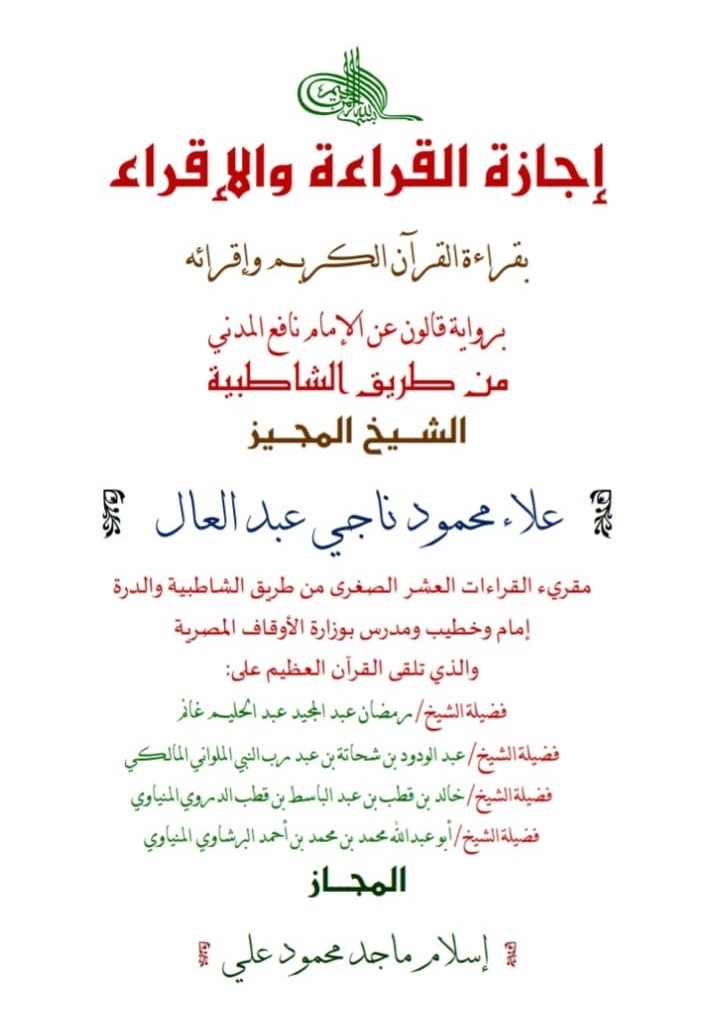 بسم الله الرحمن الرحيم
إجازة القراءة والإقراء
بقراءة القرآن الكريم وإقرائه
برواية قالون عن الإمام نافع المدني
من طريق الشاطبية
الشيخ المجيز
علاء محمود ناجي عبد العال
مقريء القراءات العشر الصغرى من طريق الشاطبية والدرة
إمام وخطيب ومدرس بوزارة الأوقاف المصرية
والذي تلقى القرآن العظيم على:
فضيلة الشيخ/رمضان عبد المجيد عبد الحليم غانم
فضيلة الشيخ/عبد الودود بن شحاتة بن عبد رب النبي الملواني المالكي
فضيلة الشيخ/خالد بن قطب بن عبد الباسط بن قطب الدروي المنياوي
فضيلة الشيخ/أبو عبدالله محمد بن محمد بن أحمد البرشاوي المنياوي
المجاز
إسلام ماجد محمود علي